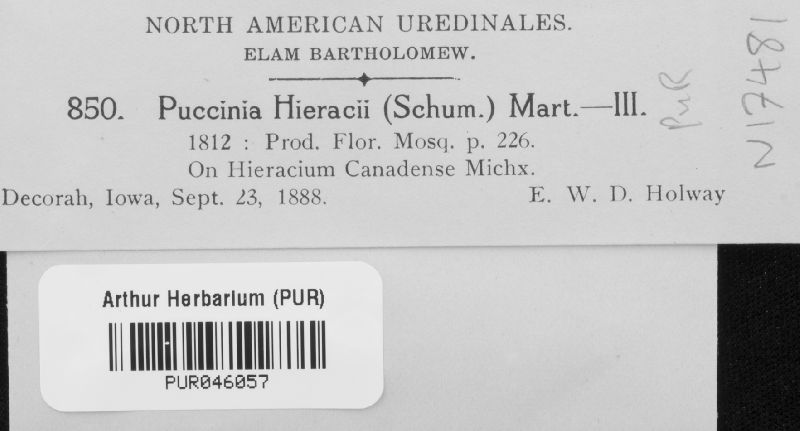 NORTH AMERICAN UREDINALES.
ELAM BARTHOLOMEW.
850. Puccinia Hieracii (Schum.) Mart.—III.
1812 : Prod. Flor. Mosq. p. 226.
On Hieracium Canadense Michx.
Decorah, Iowa, Sept. 23, 1888. E. W. D. Holway
PUR
N17481
Arthur Herbarium (PUR)
PUR046057